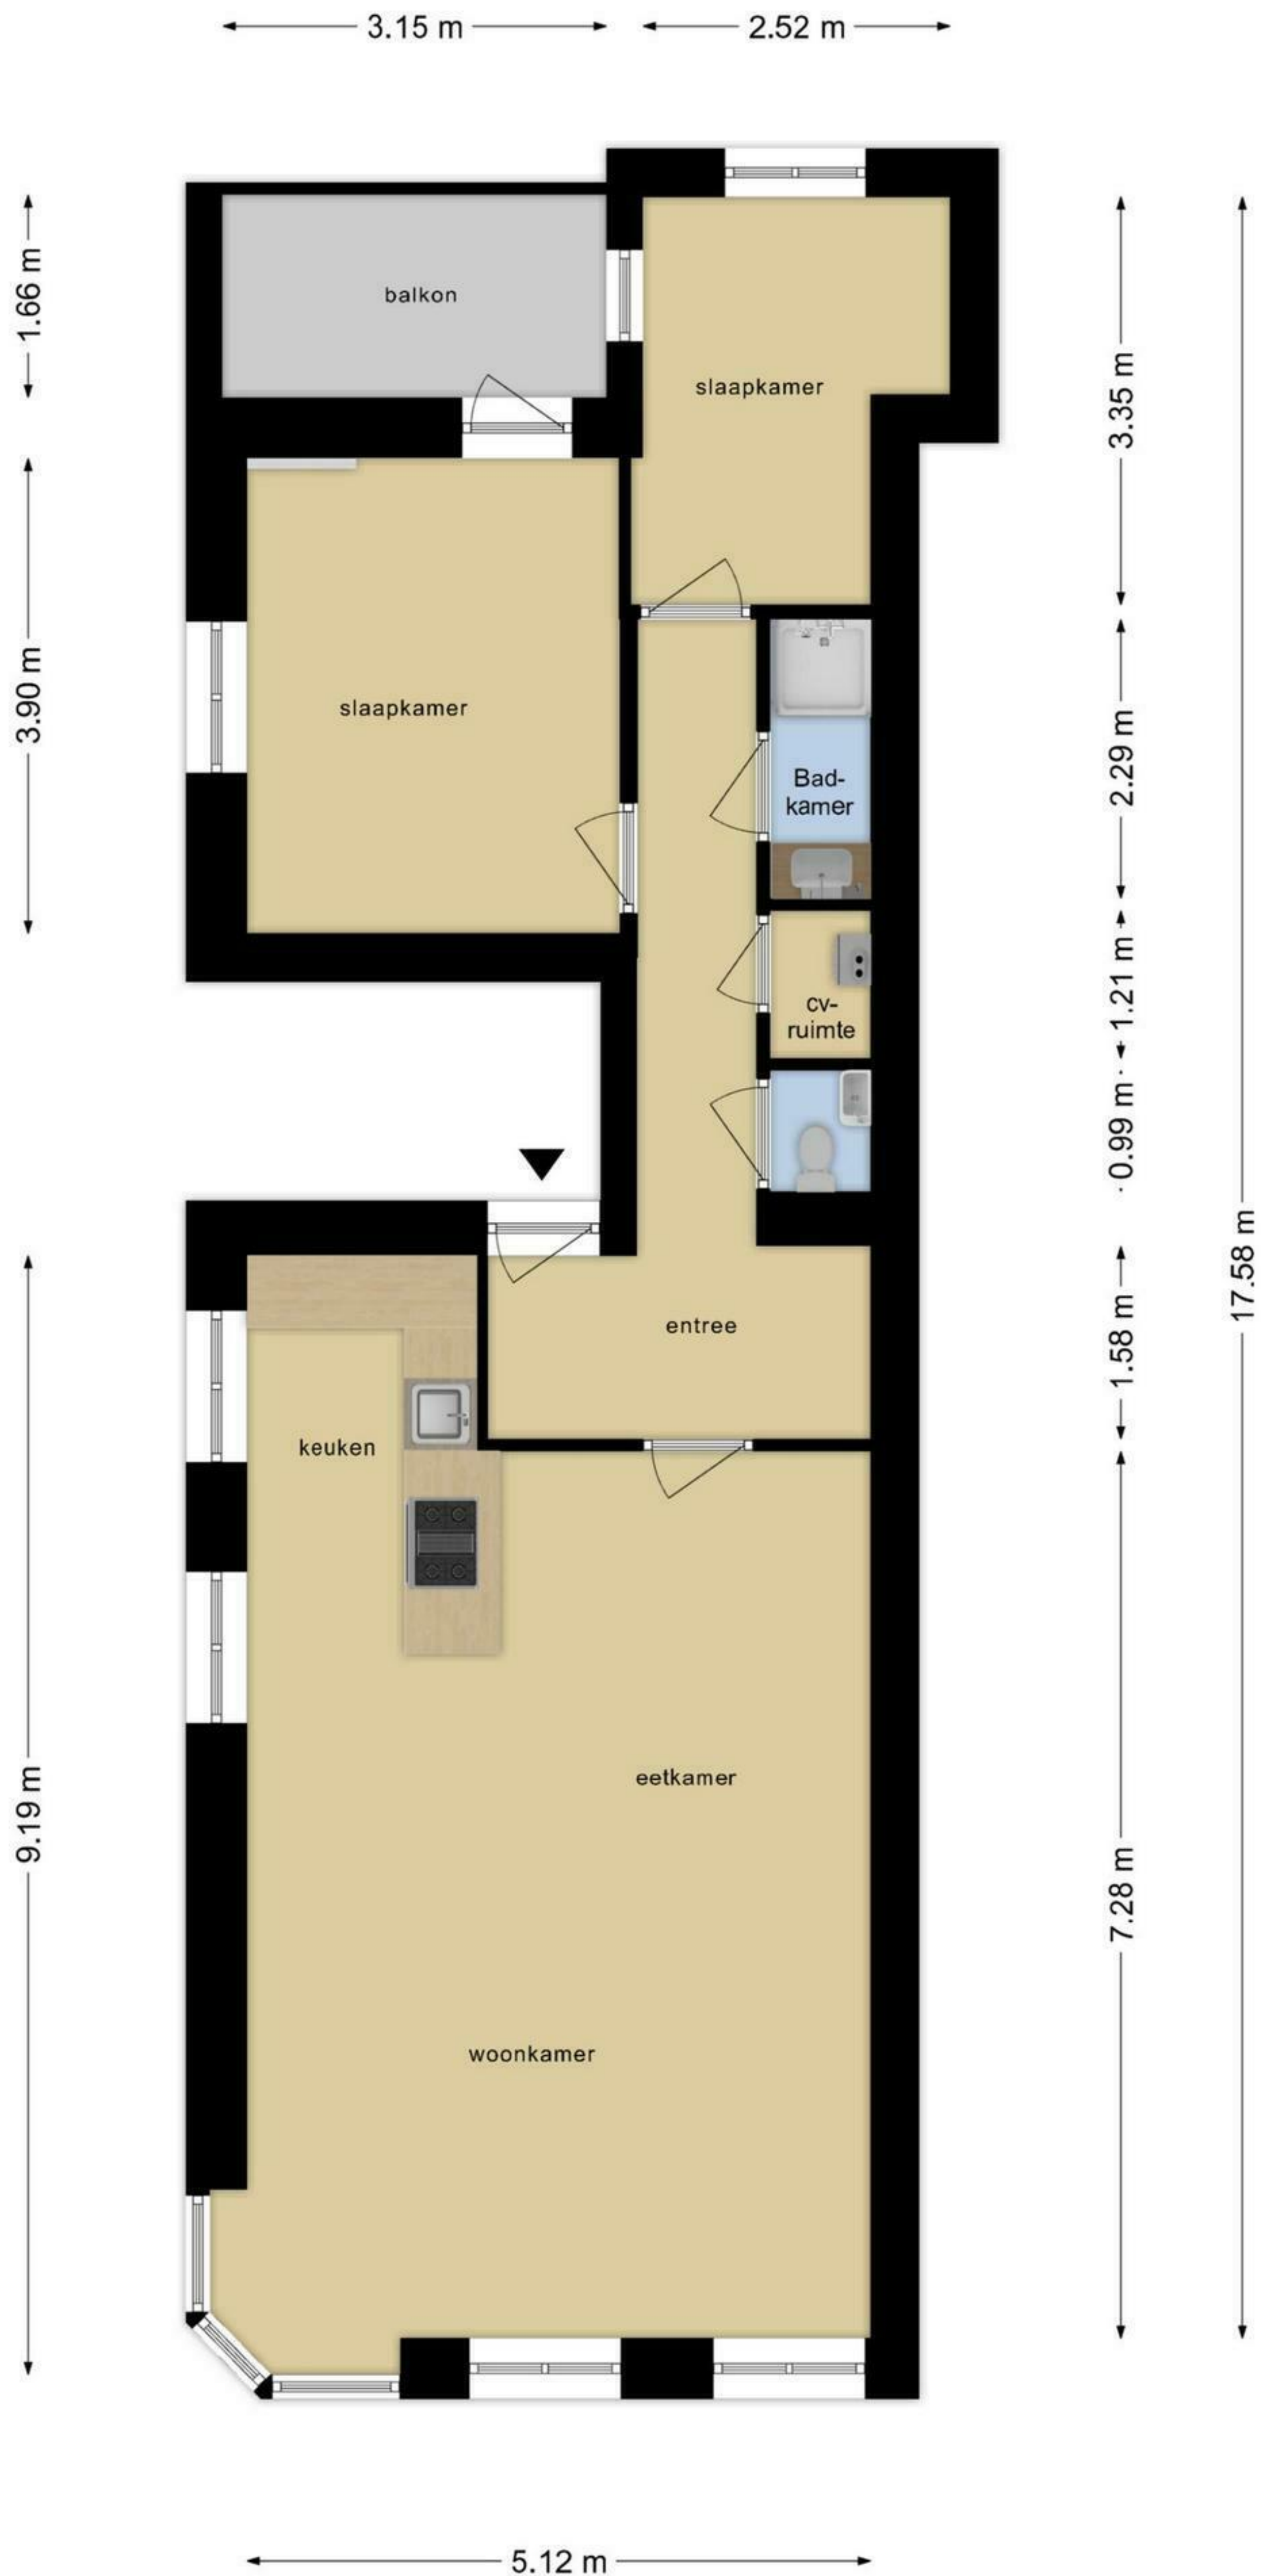 3.15 m
2.52 m
1.66 m
balkon
3.35 m
slaapkamer
3.90 m
slaapkamer
2.29 m
Bad-
kamer
1.21 m
cv-
ruimte
0.99 m
17.58 m
entree
1.58 m
keuken
eetkamer
9.19 m
7.28 m
woonkamer
5.12 m